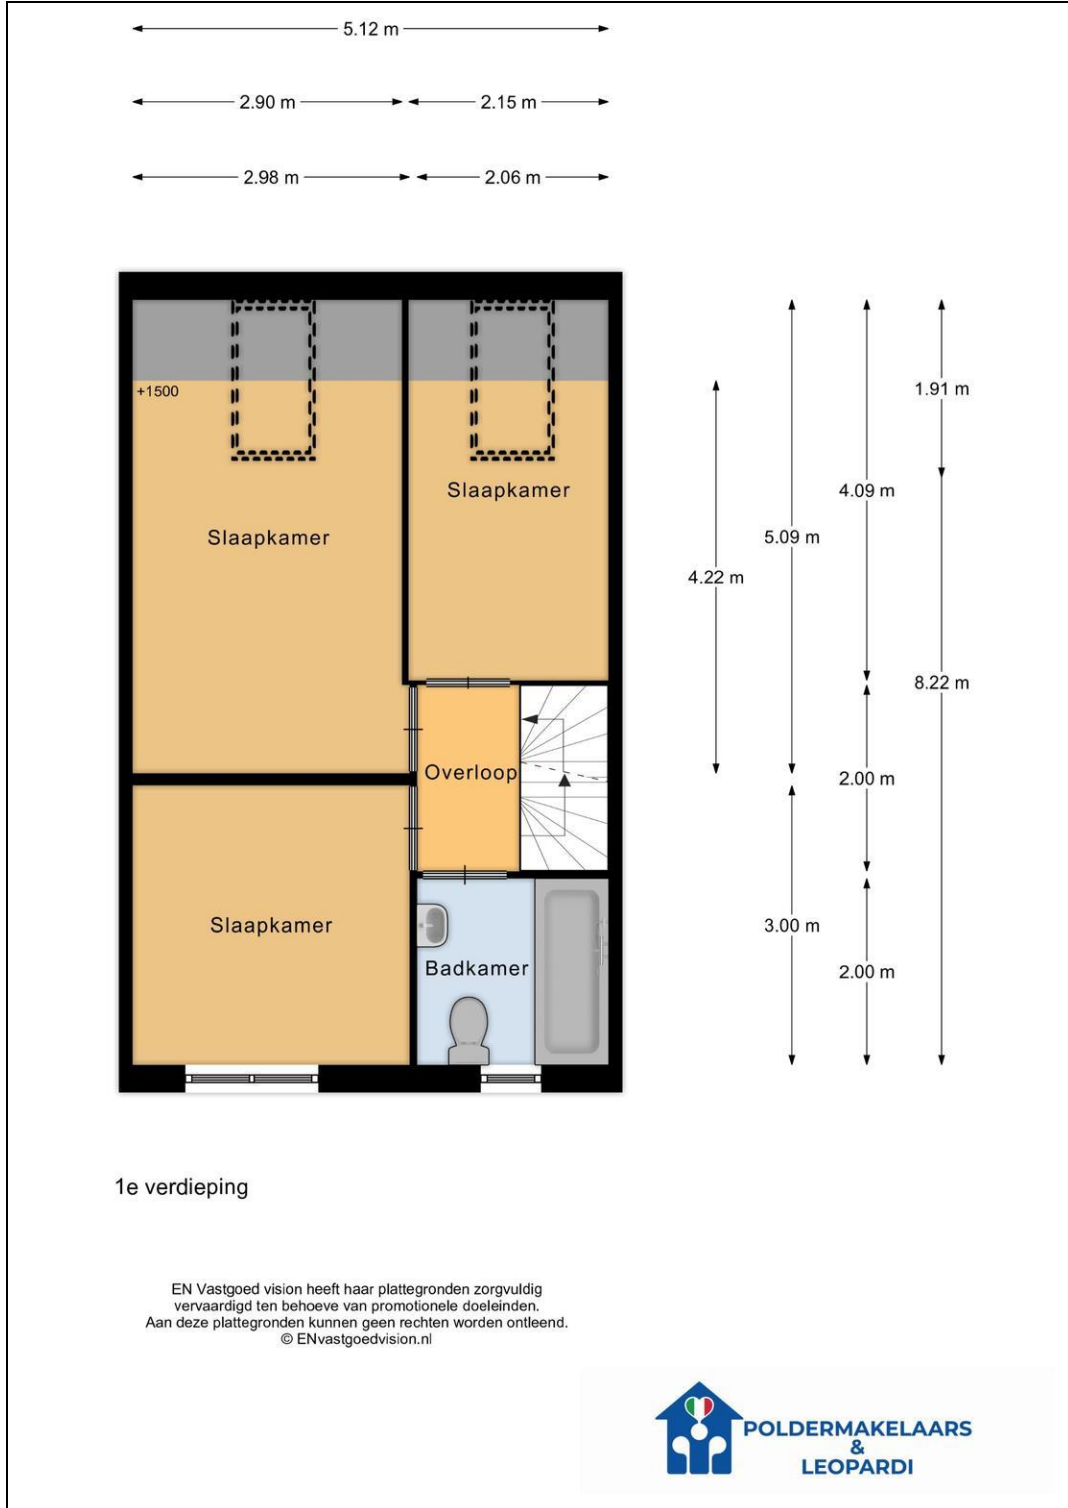 5.12 m
2.90 m
2.15 m
2.98 m
2.06 m
+1500
1.91 m
Slaapkamer
4.09 m
Slaapkamer
5.09 m
4.22 m
8.22 m
Overloop
2.00 m
Slaapkamer
3.00 m
Badkamer
2.00 m
1e verdieping
EN Vastgoed vision heeft haar plattegronden zorgvuldig
vervaardigd ten behoeve van promotionele doeleinden.
Aan deze plattegronden kunnen geen rechten worden ontleend.
© ENvastgoedvision.nl
POLDERMAKELAARS
&
LEOPARDI